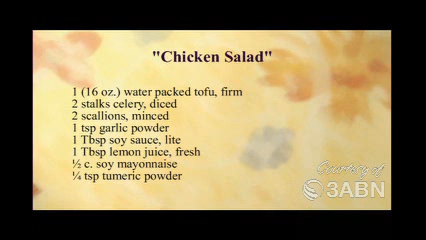 "Chicken Salad"
1 (16 oz.) water packed tofu, firm
2 stalks celery, diced
2 scallions, minced
1 tsp garlic powder
1 Tbsp soy sauce, lite
1 Tbsp lemon juice, fresh
½ c. soy mayonnaise
¼ tsp tumeric powder
Courtesy of
3ABN